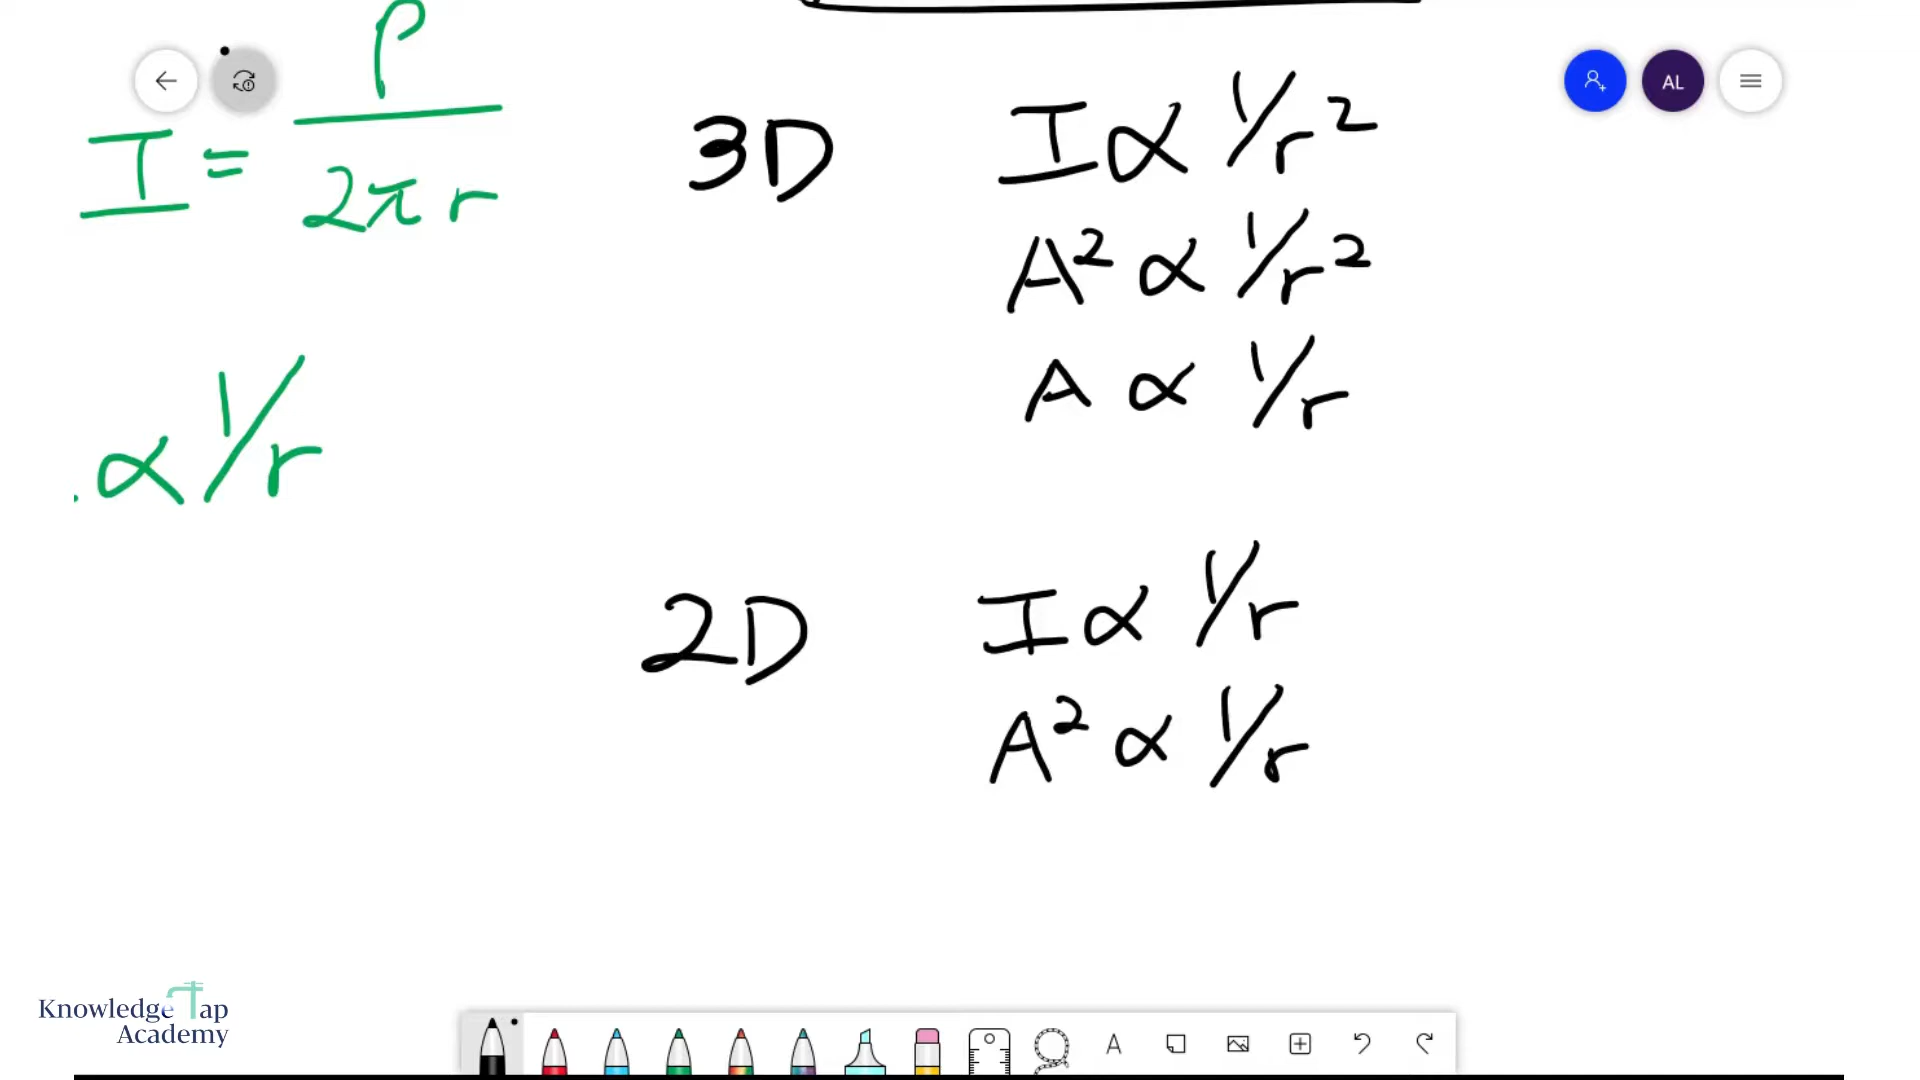 I = P / 2πr
AL
3D I ∝ 1/r²
A² ∝ 1/r²
A ∝ 1/r
∝ 1/r
2D I ∝ 1/r
A² ∝ 1/r
Knowledge Tap
Academy
A